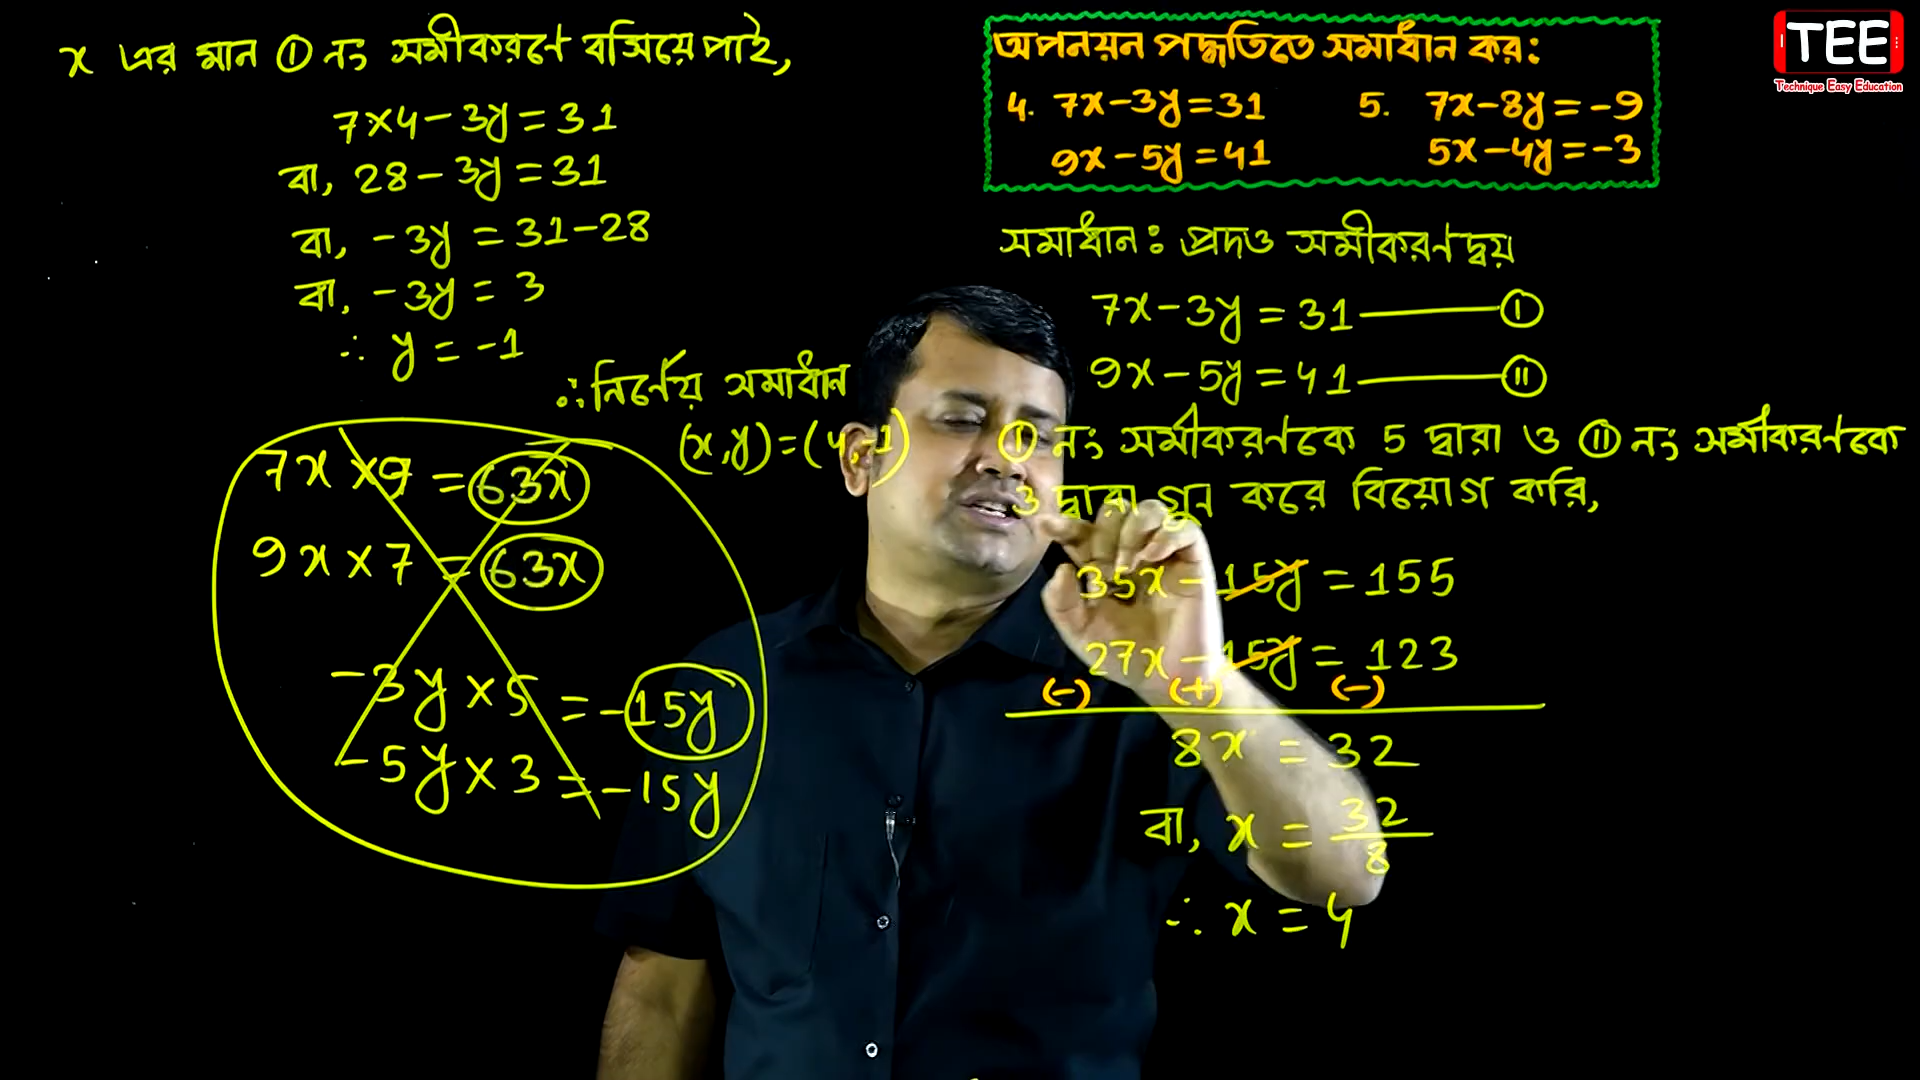 x এর মান ① নং সমীকরণে বসিয়ে পাই,
7×4-3y=31
বা, 28-3y=31
বা, -3y = 31-28
বা, -3y = 3
∴ y = -1
∴ নির্ণেয় সমাধান
(x,y)=(4,-1)
7x×9 = 63x
9x×7 = 63x
-3y×5 = -15y
-5y×3 = -15y
অপনয়ন পদ্ধতিতে সমাধান কর:
4. 7x-3y=31 5. 7x-8y=-9
9x-5y=41 5x-4y=-3
TEE
Technique Easy Education
সমাধান: প্রদত্ত সমীকরণদ্বয়
7x-3y=31 ——— Ⓘ
9x-5y=41 ——— Ⓘ Ⓘ
Ⓘ নং সমীকরণকে 5 দ্বারা ও ⓘⓘ নং সমীকরণকে
3 দ্বারা গুন করে বিয়োগ করি,
35x-15y = 155
27x-15y = 123
(-) (+) (-)
8x = 32
বা, x = 32/8
∴ x = 4